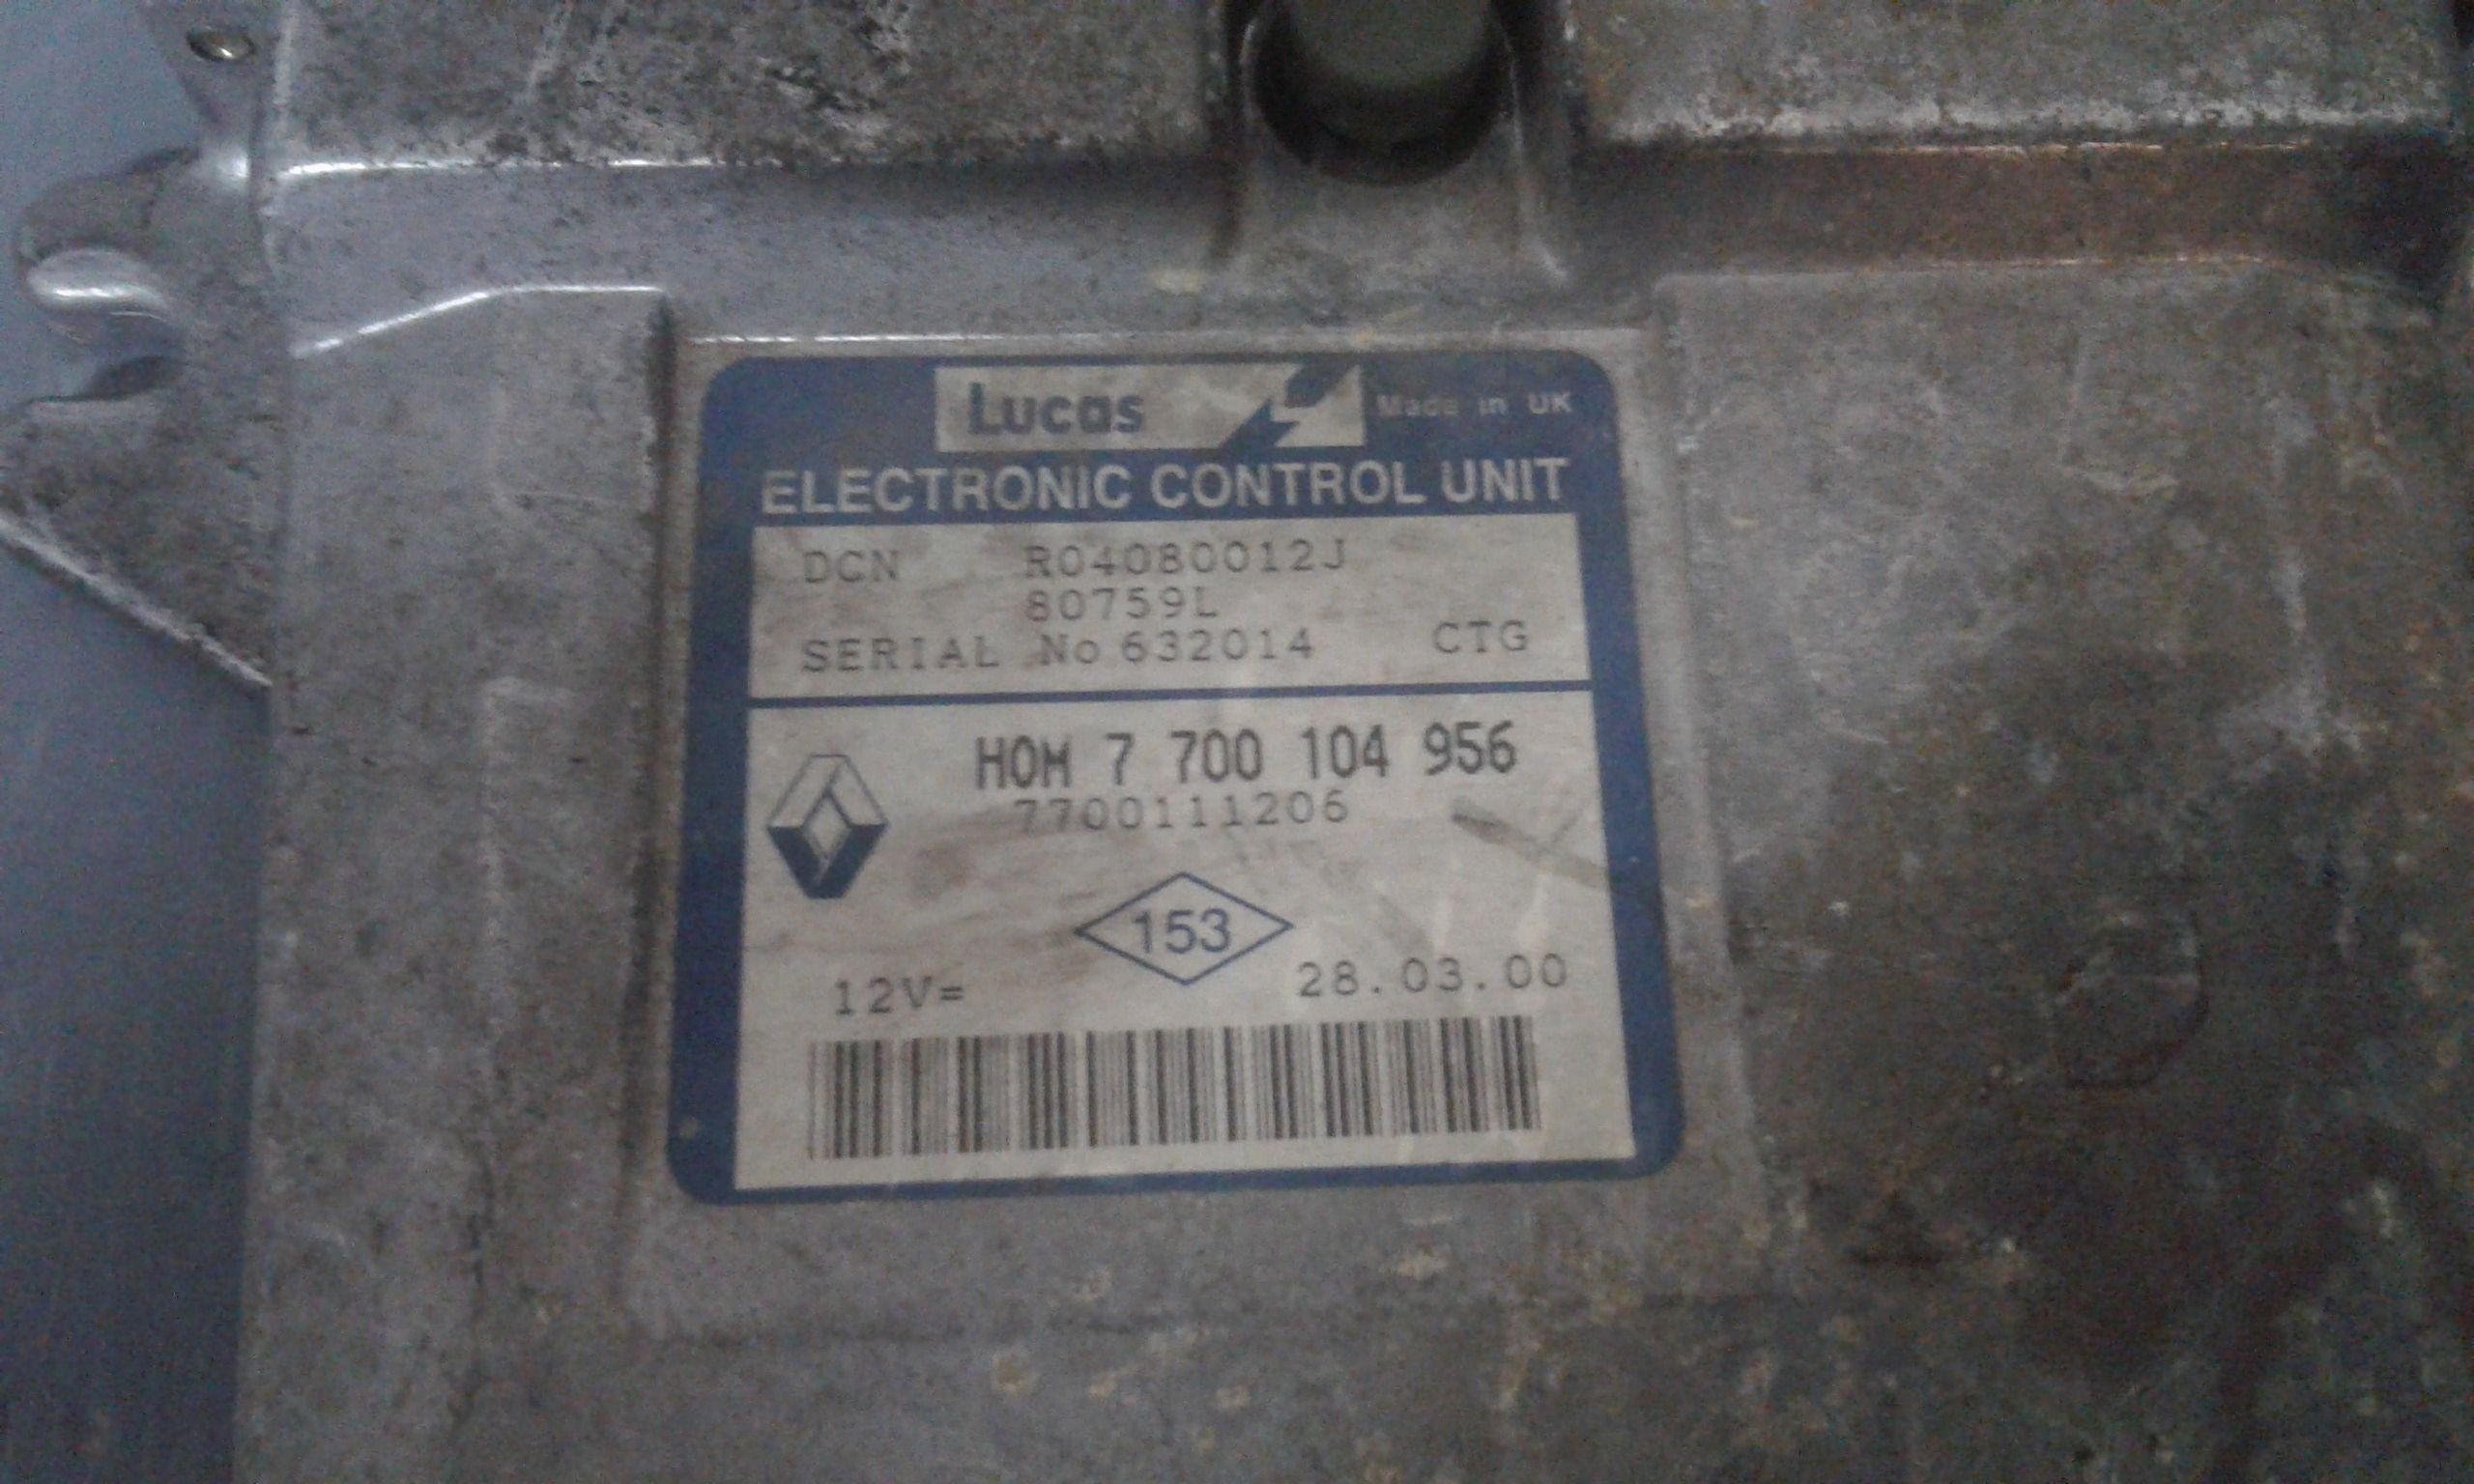 Lucas Made in UK
ELECTRONIC CONTROL UNIT
DCN R04080012J
80759L
SERIAL No 632014 CTG
HOM 7 700 104 956
7700111206
153
12V= 28.03.00